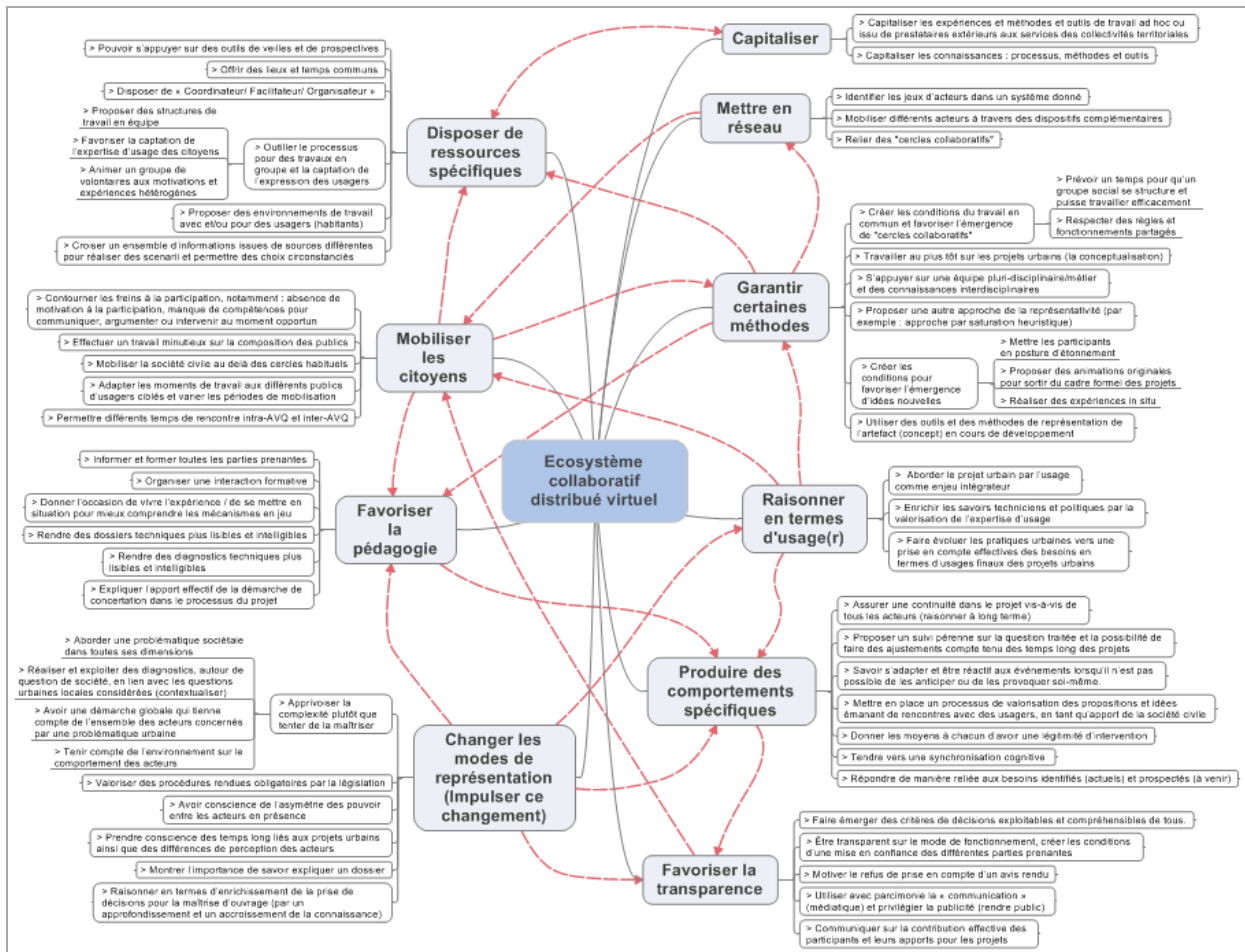 Ecosystème
collaboratif
distribué virtuel
Capitaliser
> Capitaliser les expériences et méthodes et outils de travail ad hoc ou
issu de prestataires extérieurs aux services des collectivités territoriales
> Capitaliser les connaissances : processus, méthodes et outils
Mettre en
réseau
> Identifier les jeux d'acteurs dans un système donné
> Mobiliser différents acteurs à travers des dispositifs complémentaires
> Relier des "cercles collaboratifs"
Garantir
certaines
méthodes
> Créer les conditions du travail en
commun et favoriser l'émergence
de "cercles collaboratifs"
> Prévoir un temps pour qu'un
groupe social se structure et
puisse travailler efficacement
> Respecter des règles et
fonctionnements partagés
> Travailler au plus tôt sur les projets urbains (la conceptualisation)
> S'appuyer sur une équipe pluri-disciplinaire/métier
et des connaissances interdisciplinaires
> Proposer une autre approche de la représentativité (par
exemple : approche par saturation heuristique)
> Créer les
conditions pour
favoriser l'émergence
d'idées nouvelles
> Mettre les participants
en posture d'étonnement
> Proposer des animations originales
pour sortir du cadre formel des projets
> Réaliser des expériences in situ
> Utiliser des outils et des méthodes de représentation de
l'artefact (concept) en cours de développement
Raisonner
en termes
d'usage(r)
> Aborder le projet urbain par l'usage
comme enjeu intégrateur
> Enrichir les savoirs techniciens et politiques par la
valorisation de l'expertise d'usage
> Faire évoluer les pratiques urbaines vers une
prise en compte effectives des besoins en
termes d'usages finaux des projets urbains
Produire des
comportements
spécifiques
> Assurer une continuité dans le projet vis-à-vis de
tous les acteurs (raisonner à long terme)
> Proposer un suivi pérenne sur la question traitée et la possibilité de
faire des ajustements compte tenu des temps long des projets
> Savoir s'adapter et être réactif aux événements lorsqu'il n'est pas
possible de les anticiper ou de les provoquer soi-même.
> Mettre en place un processus de valorisation des propositions et idées
émanant de rencontres avec des usagers, en tant qu'apport de la société civile
> Donner les moyens à chacun d'avoir une légitimité d'intervention
> Tendre vers une synchronisation cognitive
> Répondre de manière reliée aux besoins identifiés (actuels) et prospectés (à venir)
Favoriser la
transparence
> Faire émerger des critères de décisions exploitables et compréhensibles de tous.
> Être transparent sur le mode de fonctionnement, créer les conditions
d'une mise en confiance des différentes parties prenantes
> Motiver le refus de prise en compte d'un avis rendu
> Utiliser avec parcimonie la « communication »
(médiatique) et privilégier la publicité (rendre public)
> Communiquer sur la contribution effective des
participants et leurs apports pour les projets
Disposer de
ressources
spécifiques
> Pouvoir s'appuyer sur des outils de veilles et de prospectives
> Offrir des lieux et temps communs
> Disposer de « Coordinateur/ Facilitateur/ Organisateur »
> Outiller le processus
pour des travaux en
groupe et la captation de
l'expression des usagers
> Proposer des structures de
travail en équipe
> Favoriser la captation de
l'expertise d'usage des citoyens
> Animer un groupe de
volontaires aux motivations et
expériences hétérogènes
> Proposer des environnements de travail
avec et/ou pour des usagers (habitants)
> Croiser un ensemble d'informations issues de sources différentes
pour réaliser des scenarii et permettre des choix circonstanciés
Mobiliser
les
citoyens
> Contourner les freins à la participation, notamment : absence de
motivation à la participation, manque de compétences pour
communiquer, argumenter ou intervenir au moment opportun
> Effectuer un travail minutieux sur la composition des publics
> Mobiliser la société civile au delà des cercles habituels
> Adapter les moments de travail aux différents publics
d'usagers ciblés et varier les périodes de mobilisation
> Permettre différents temps de rencontre intra-AVQ et inter-AVQ
Favoriser
la
pédagogie
> Informer et former toutes les parties prenantes
> Organiser une interaction formative
> Donner l'occasion de vivre l'expérience / de se mettre en
situation pour mieux comprendre les mécanismes en jeu
> Rendre des dossiers techniques plus lisibles et intelligibles
> Rendre des diagnostics techniques plus
lisibles et intelligibles
> Expliquer l'apport effectif de la démarche de
concertation dans le processus du projet
Changer les
modes de
représentation
(Impulser ce
changement)
> Apprivoiser la
complexité plutôt que
tenter de la maîtriser
> Aborder une problématique sociétale
dans toutes ses dimensions
> Réaliser et exploiter des diagnostics, autour de
question de société, en lien avec les questions
urbaines locales considérées (contextualiser)
> Avoir une démarche globale qui tienne
compte de l'ensemble des acteurs concernés
par une problématique urbaine
> Tenir compte de l'environnement sur le
comportement des acteurs
> Valoriser des procédures rendues obligatoires par la législation
> Avoir conscience de l'asymétrie des pouvoir
entre les acteurs en présence
> Prendre conscience des temps long liés aux projets urbains
ainsi que des différences de perception des acteurs
> Montrer l'importance de savoir expliquer un dossier
> Raisonner en termes d'enrichissement de la prise de
décisions pour la maîtrise d'ouvrage (par un
approfondissement et un accroissement de la connaissance)